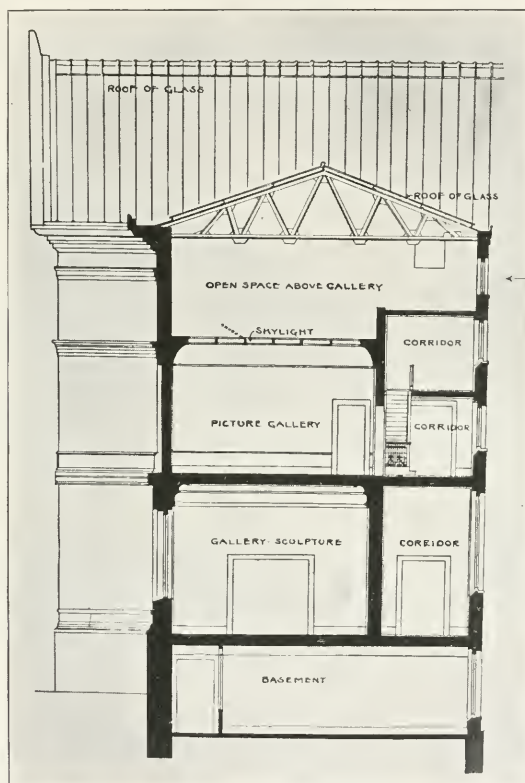 ROOF OF GLASS
ROOF OF GLASS
OPEN SPACE ABOVE GALLERY
SKYLIGHT
CORRIDOR
PICTURE GALLERY
CORRIDOR
GALLERY-SCULPTURE
CORRIDOR
BASEMENT